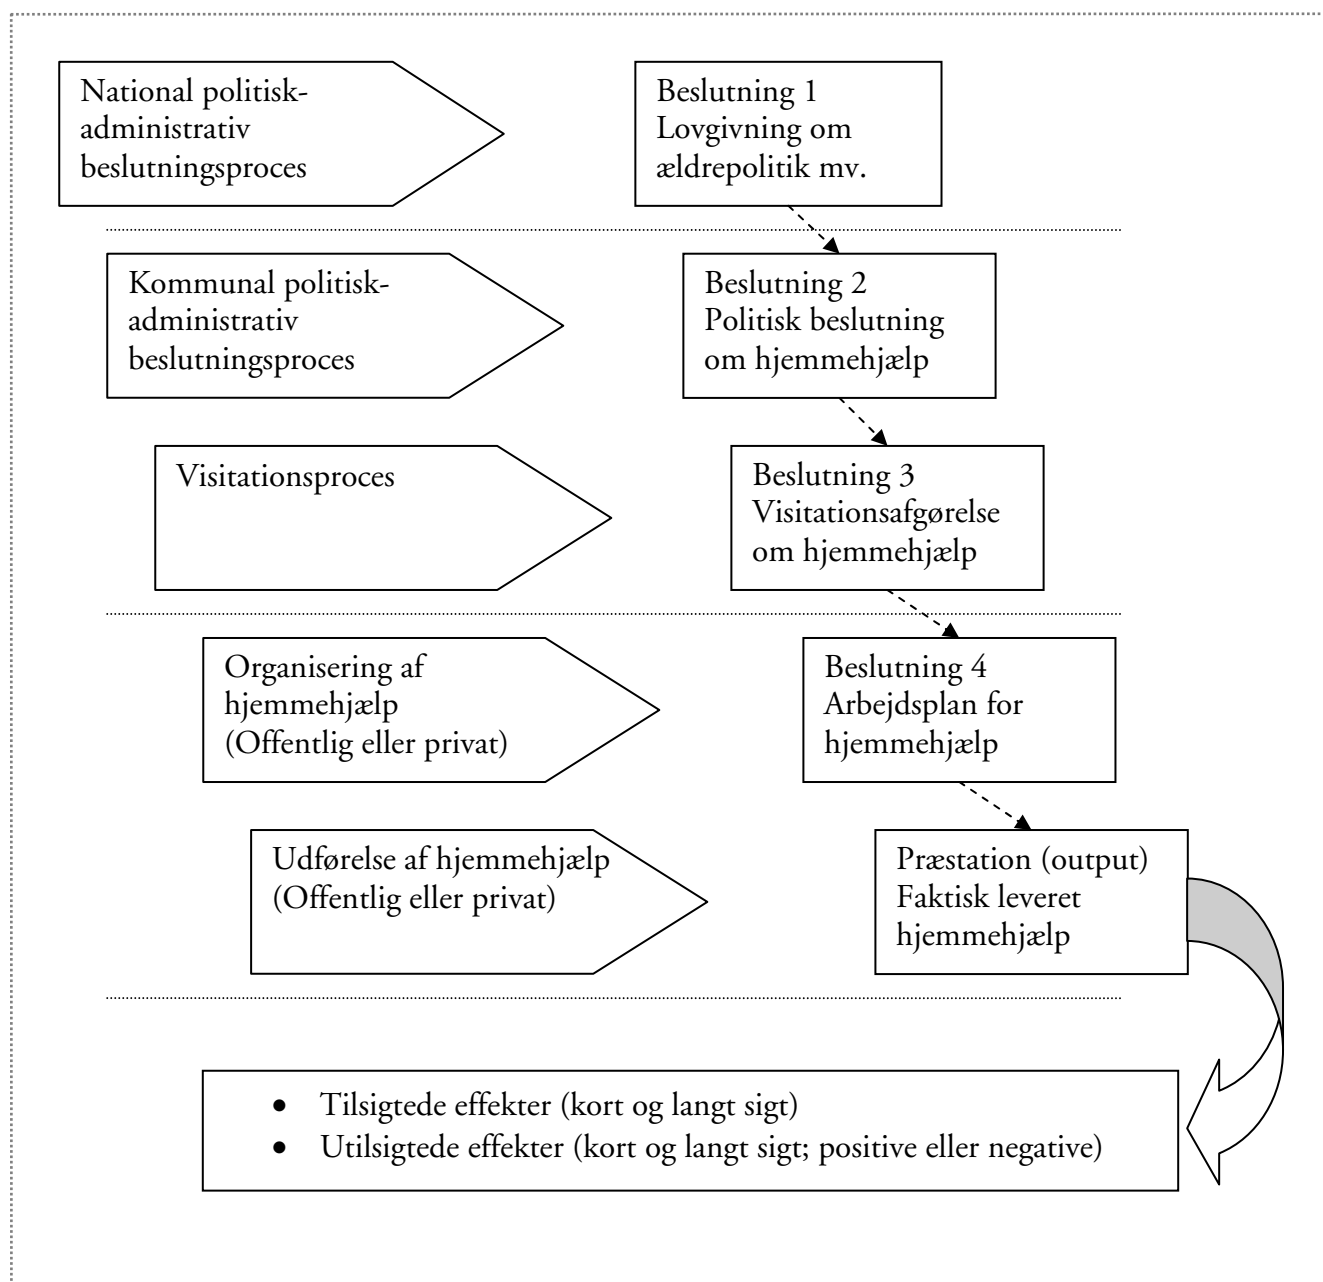 National politisk-
administrativ
beslutningsproces
Beslutning 1
Lovgivning om
ældrepolitik mv.
Kommunal politisk-
administrativ
beslutningsproces
Beslutning 2
Politisk beslutning
om hjemmehjælp
Visitationsproces
Beslutning 3
Visitationsafgørelse
om hjemmehjælp
Organisering af
hjemmehjælp
(Offentlig eller privat)
Beslutning 4
Arbejdsplan for
hjemmehjælp
Udførelse af hjemmehjælp
(Offentlig eller privat)
Præstation (output)
Faktisk leveret
hjemmehjælp
• Tilsigtede effekter (kort og langt sigt)
• Utilsigtede effekter (kort og langt sigt; positive eller negative)